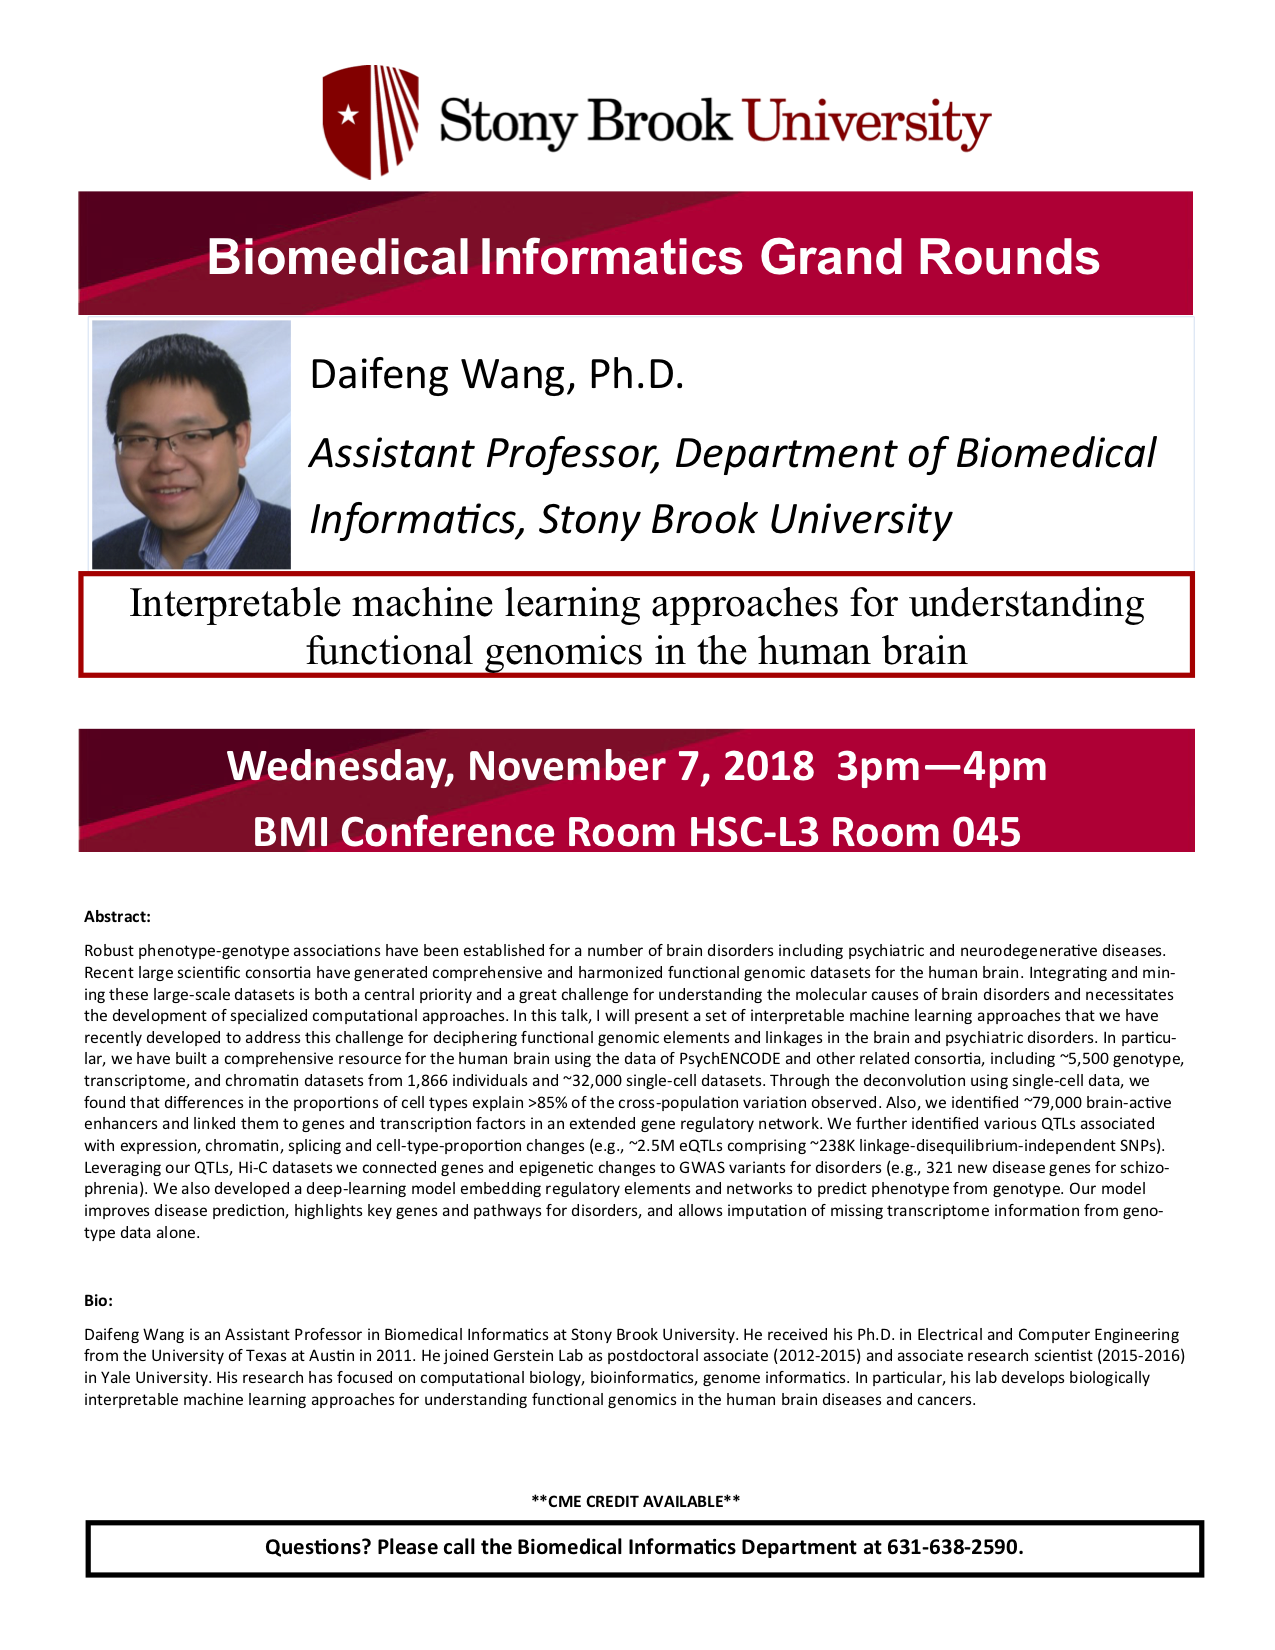 Stony Brook University
Biomedical Informatics Grand Rounds
Daifeng Wang, Ph.D.
Assistant Professor, Department of Biomedical
Informatics, Stony Brook University
Interpretable machine learning approaches for understanding
functional genomics in the human brain
Wednesday, November 7, 2018  3pm—4pm
BMI Conference Room HSC-L3 Room 045
Abstract:
Robust phenotype-genotype associations have been established for a number of brain disorders including psychiatric and neurodegenerative diseases.
Recent large scientific consortia have generated comprehensive and harmonized functional genomic datasets for the human brain. Integrating and min-
ing these large-scale datasets is both a central priority and a great challenge for understanding the molecular causes of brain disorders and necessitates
the development of specialized computational approaches. In this talk, I will present a set of interpretable machine learning approaches that we have
recently developed to address this challenge for deciphering functional genomic elements and linkages in the brain and psychiatric disorders. In particu-
lar, we have built a comprehensive resource for the human brain using the data of PsychENCODE and other related consortia, including ~5,500 genotype,
transcriptome, and chromatin datasets from 1,866 individuals and ~32,000 single-cell datasets. Through the deconvolution using single-cell data, we
found that differences in the proportions of cell types explain >85% of the cross-population variation observed. Also, we identified ~79,000 brain-active
enhancers and linked them to genes and transcription factors in an extended gene regulatory network. We further identified various QTLs associated
with expression, chromatin, splicing and cell-type-proportion changes (e.g., ~2.5M eQTLs comprising ~238K linkage-disequilibrium-independent SNPs).
Leveraging our QTLs, Hi-C datasets we connected genes and epigenetic changes to GWAS variants for disorders (e.g., 321 new disease genes for schizo-
phrenia). We also developed a deep-learning model embedding regulatory elements and networks to predict phenotype from genotype. Our model
improves disease prediction, highlights key genes and pathways for disorders, and allows imputation of missing transcriptome information from geno-
type data alone.
Bio:
Daifeng Wang is an Assistant Professor in Biomedical Informatics at Stony Brook University. He received his Ph.D. in Electrical and Computer Engineering
from the University of Texas at Austin in 2011. He joined Gerstein Lab as postdoctoral associate (2012-2015) and associate research scientist (2015-2016)
in Yale University. His research has focused on computational biology, bioinformatics, genome informatics. In particular, his lab develops biologically
interpretable machine learning approaches for understanding functional genomics in the human brain diseases and cancers.
**CME CREDIT AVAILABLE**
Questions? Please call the Biomedical Informatics Department at 631-638-2590.